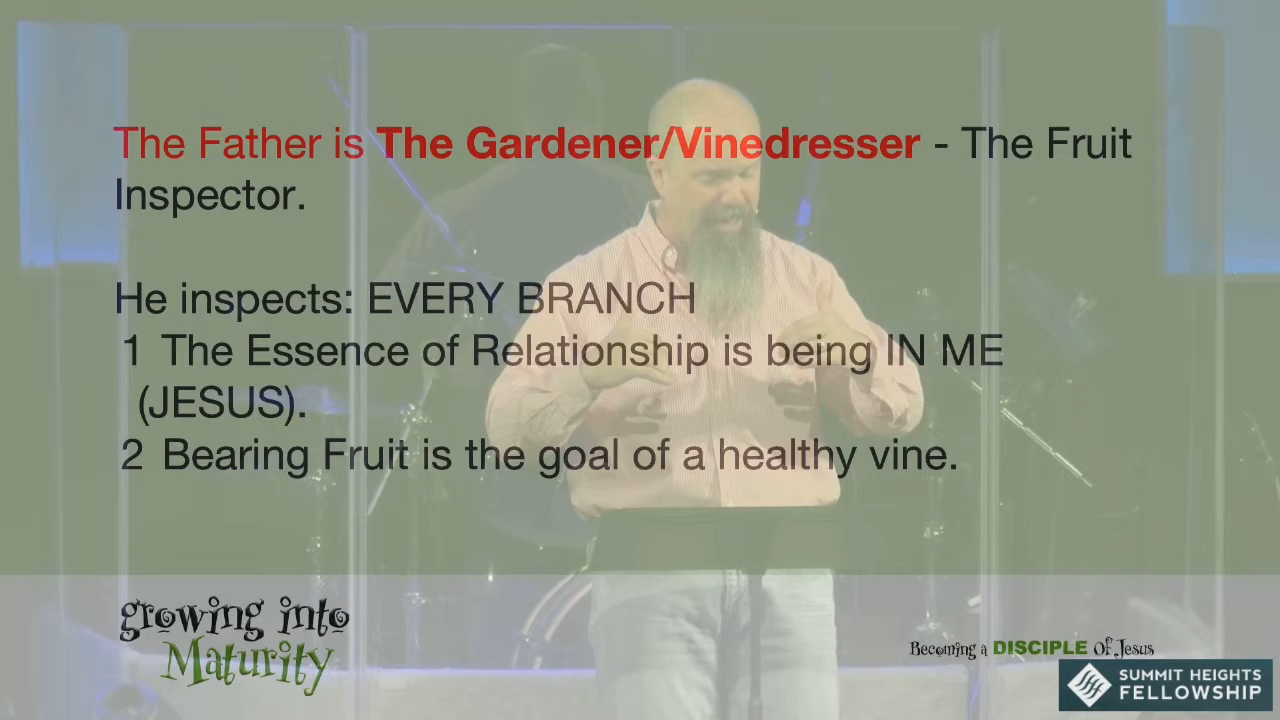 The Father is The Gardener/Vinedresser - The Fruit
Inspector.
He inspects: EVERY BRANCH
1 The Essence of Relationship is being IN ME
(JESUS).
2 Bearing Fruit is the goal of a healthy vine.
growing into
Maturity
Becoming a DISCIPLE Of Jesus
SUMMIT HEIGHTS
FELLOWSHIP